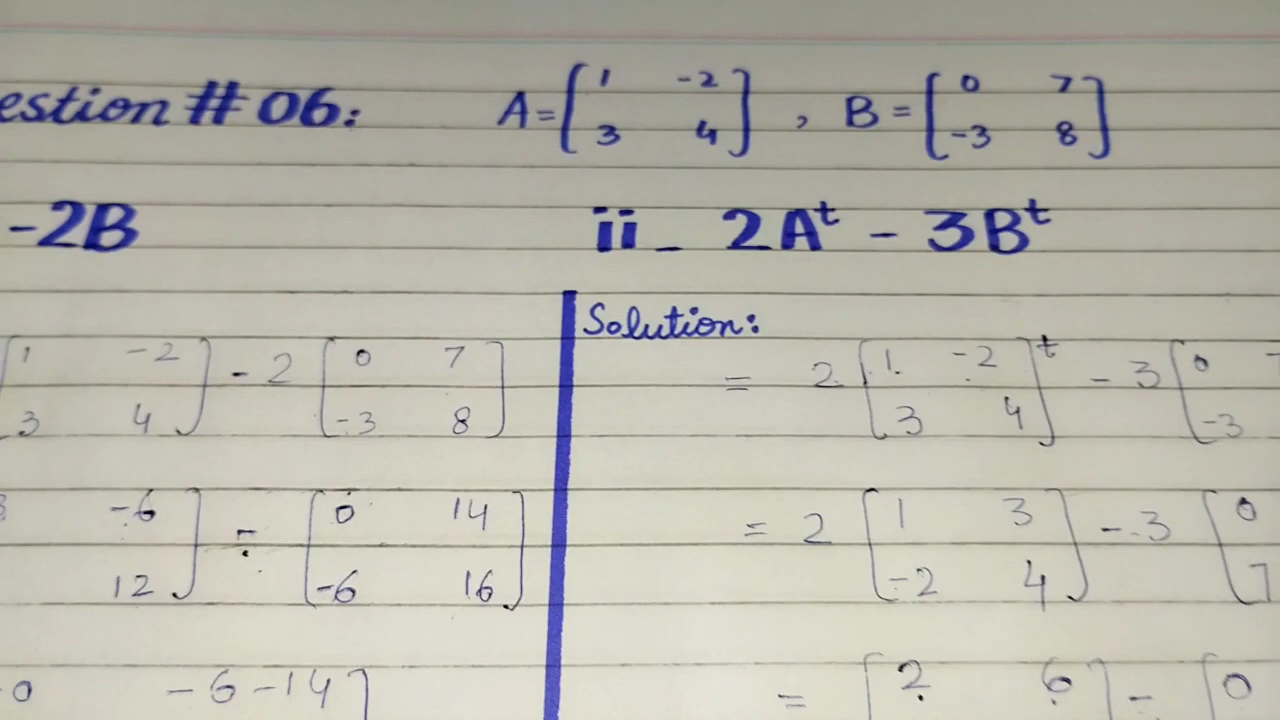 estion # 06: A = [ 1 -2
3 4 ] , B = [ 0 7
-3 8 ]
-2B
[ 1 -2
3 4 ] - 2 [ 0 7
-3 8 ]
-6
12 ] - [ 0 14
-6 16 ]
0 -6-14 ]
ii - 2Aᵗ - 3Bᵗ
Solution:
= 2 [ 1 -2
3 4 ]ᵗ - 3 [ 0
-3
= 2 [ 1 3
-2 4 ] - 3 [ 0
7
= [ 2 6 ] - [ 0